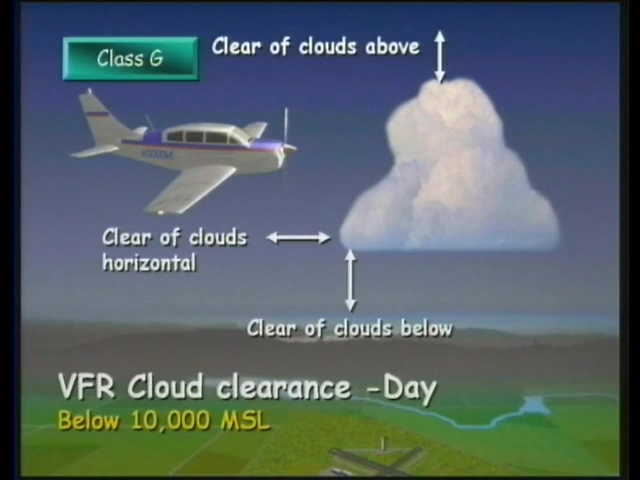 Class G
Clear of clouds above
Clear of clouds
horizontal
Clear of clouds below
VFR Cloud clearance -Day
Below 10,000 MSL